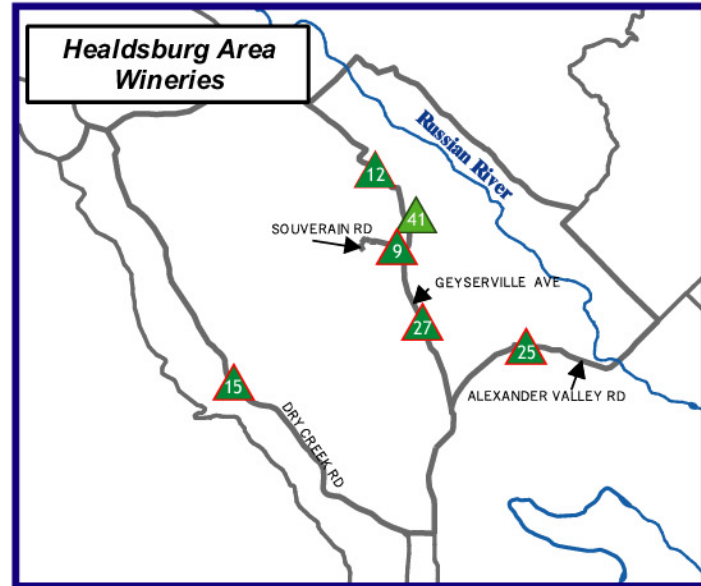 Healdsburg Area
Wineries
Russian River
12
41
SOUVERAIN RD
9
GEYSERVILLE AVE
27
25
ALEXANDER VALLEY RD
15
DRY CREEK RD